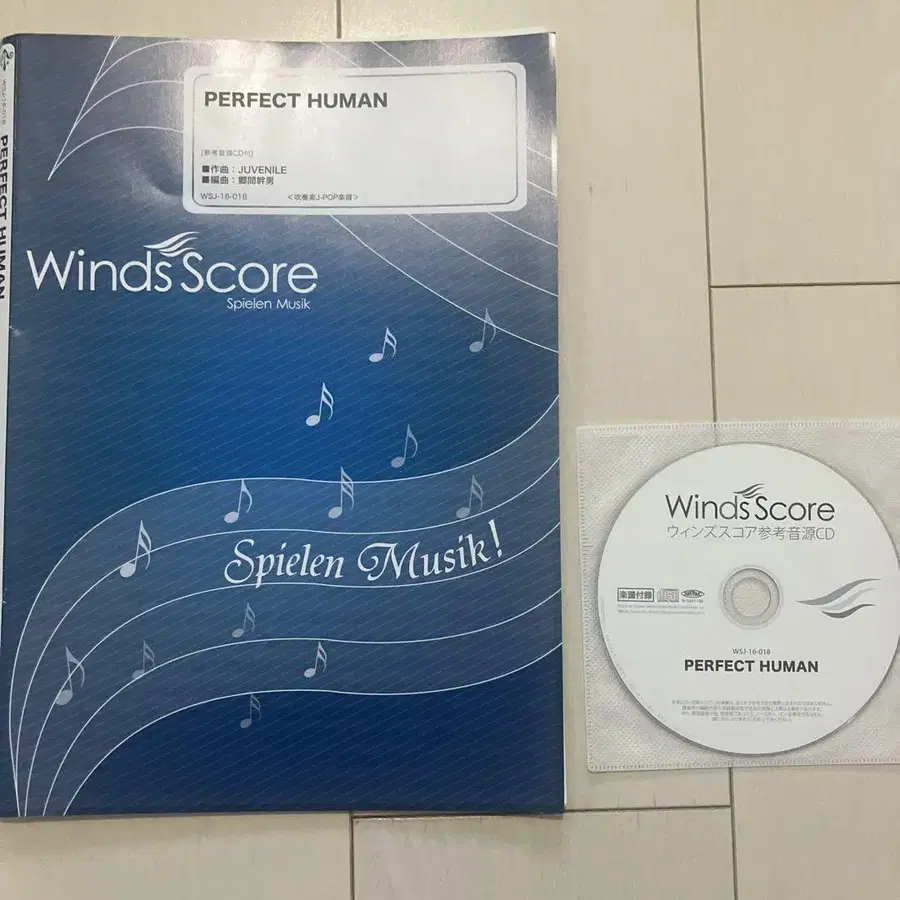 PERFECT HUMAN
[参考音源CD付]
■作曲：JUVENILE
■編曲：郷間幹男
WSJ-16-018 <吹奏楽J-POP楽譜>
WSJ-16-018
PERFECT HUMAN
Winds Score
Spielen Musik
Spielen Musik!
Winds Score
ウィンズスコア参考音源CD
楽譜付録
WSJ-16-018
PERFECT HUMAN